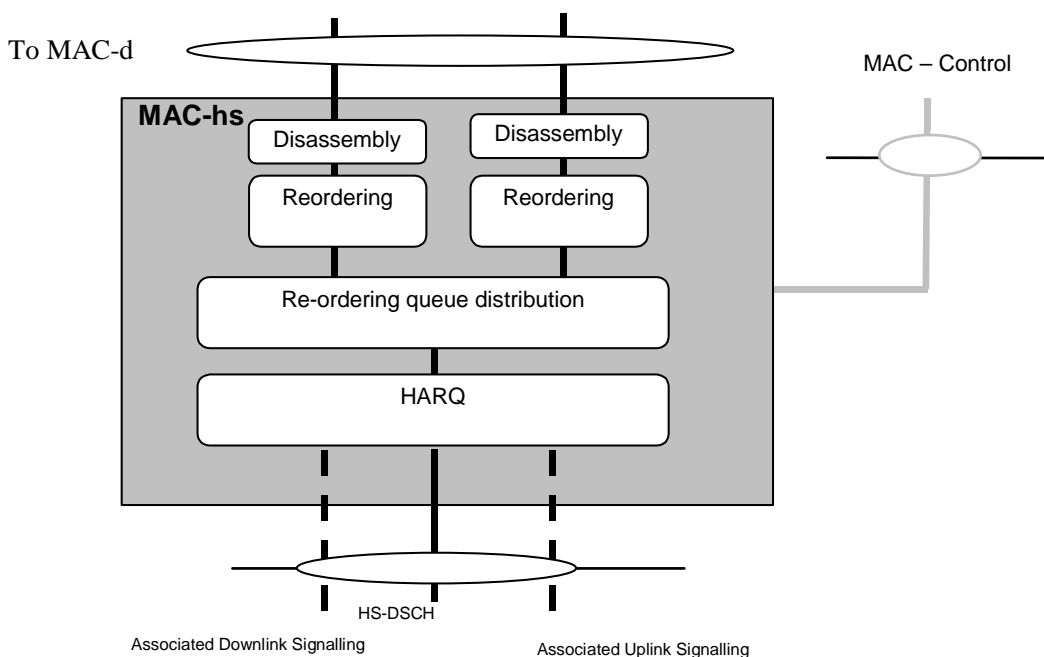 To MAC-d
MAC – Control
MAC-hs
Disassembly
Disassembly
Reordering
Reordering
Re-ordering queue distribution
HARQ
HS-DSCH
Associated Downlink Signalling
Associated Uplink Signalling